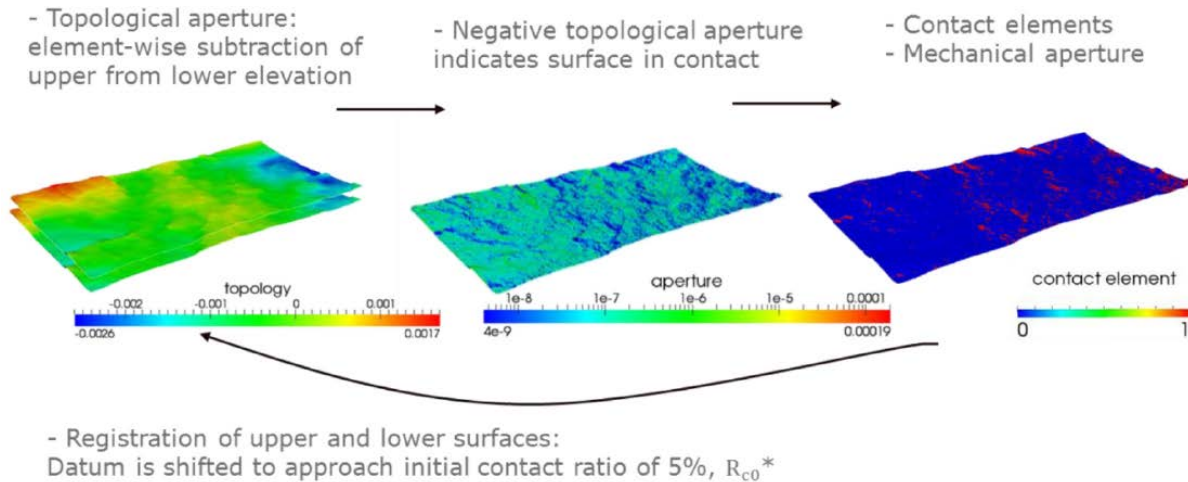 - Topological aperture:
element-wise subtraction of
upper from lower elevation
- Negative topological aperture
indicates surface in contact
- Contact elements
- Mechanical aperture
topology
-0.002 -0.001 0 0.001
-0.0026 0.0017
aperture
1e-8 1e-7 1e-6 1e-5 0.0001
4e-9 0.00019
contact element
0 1
- Registration of upper and lower surfaces:
Datum is shifted to approach initial contact ratio of 5%, Rc0*